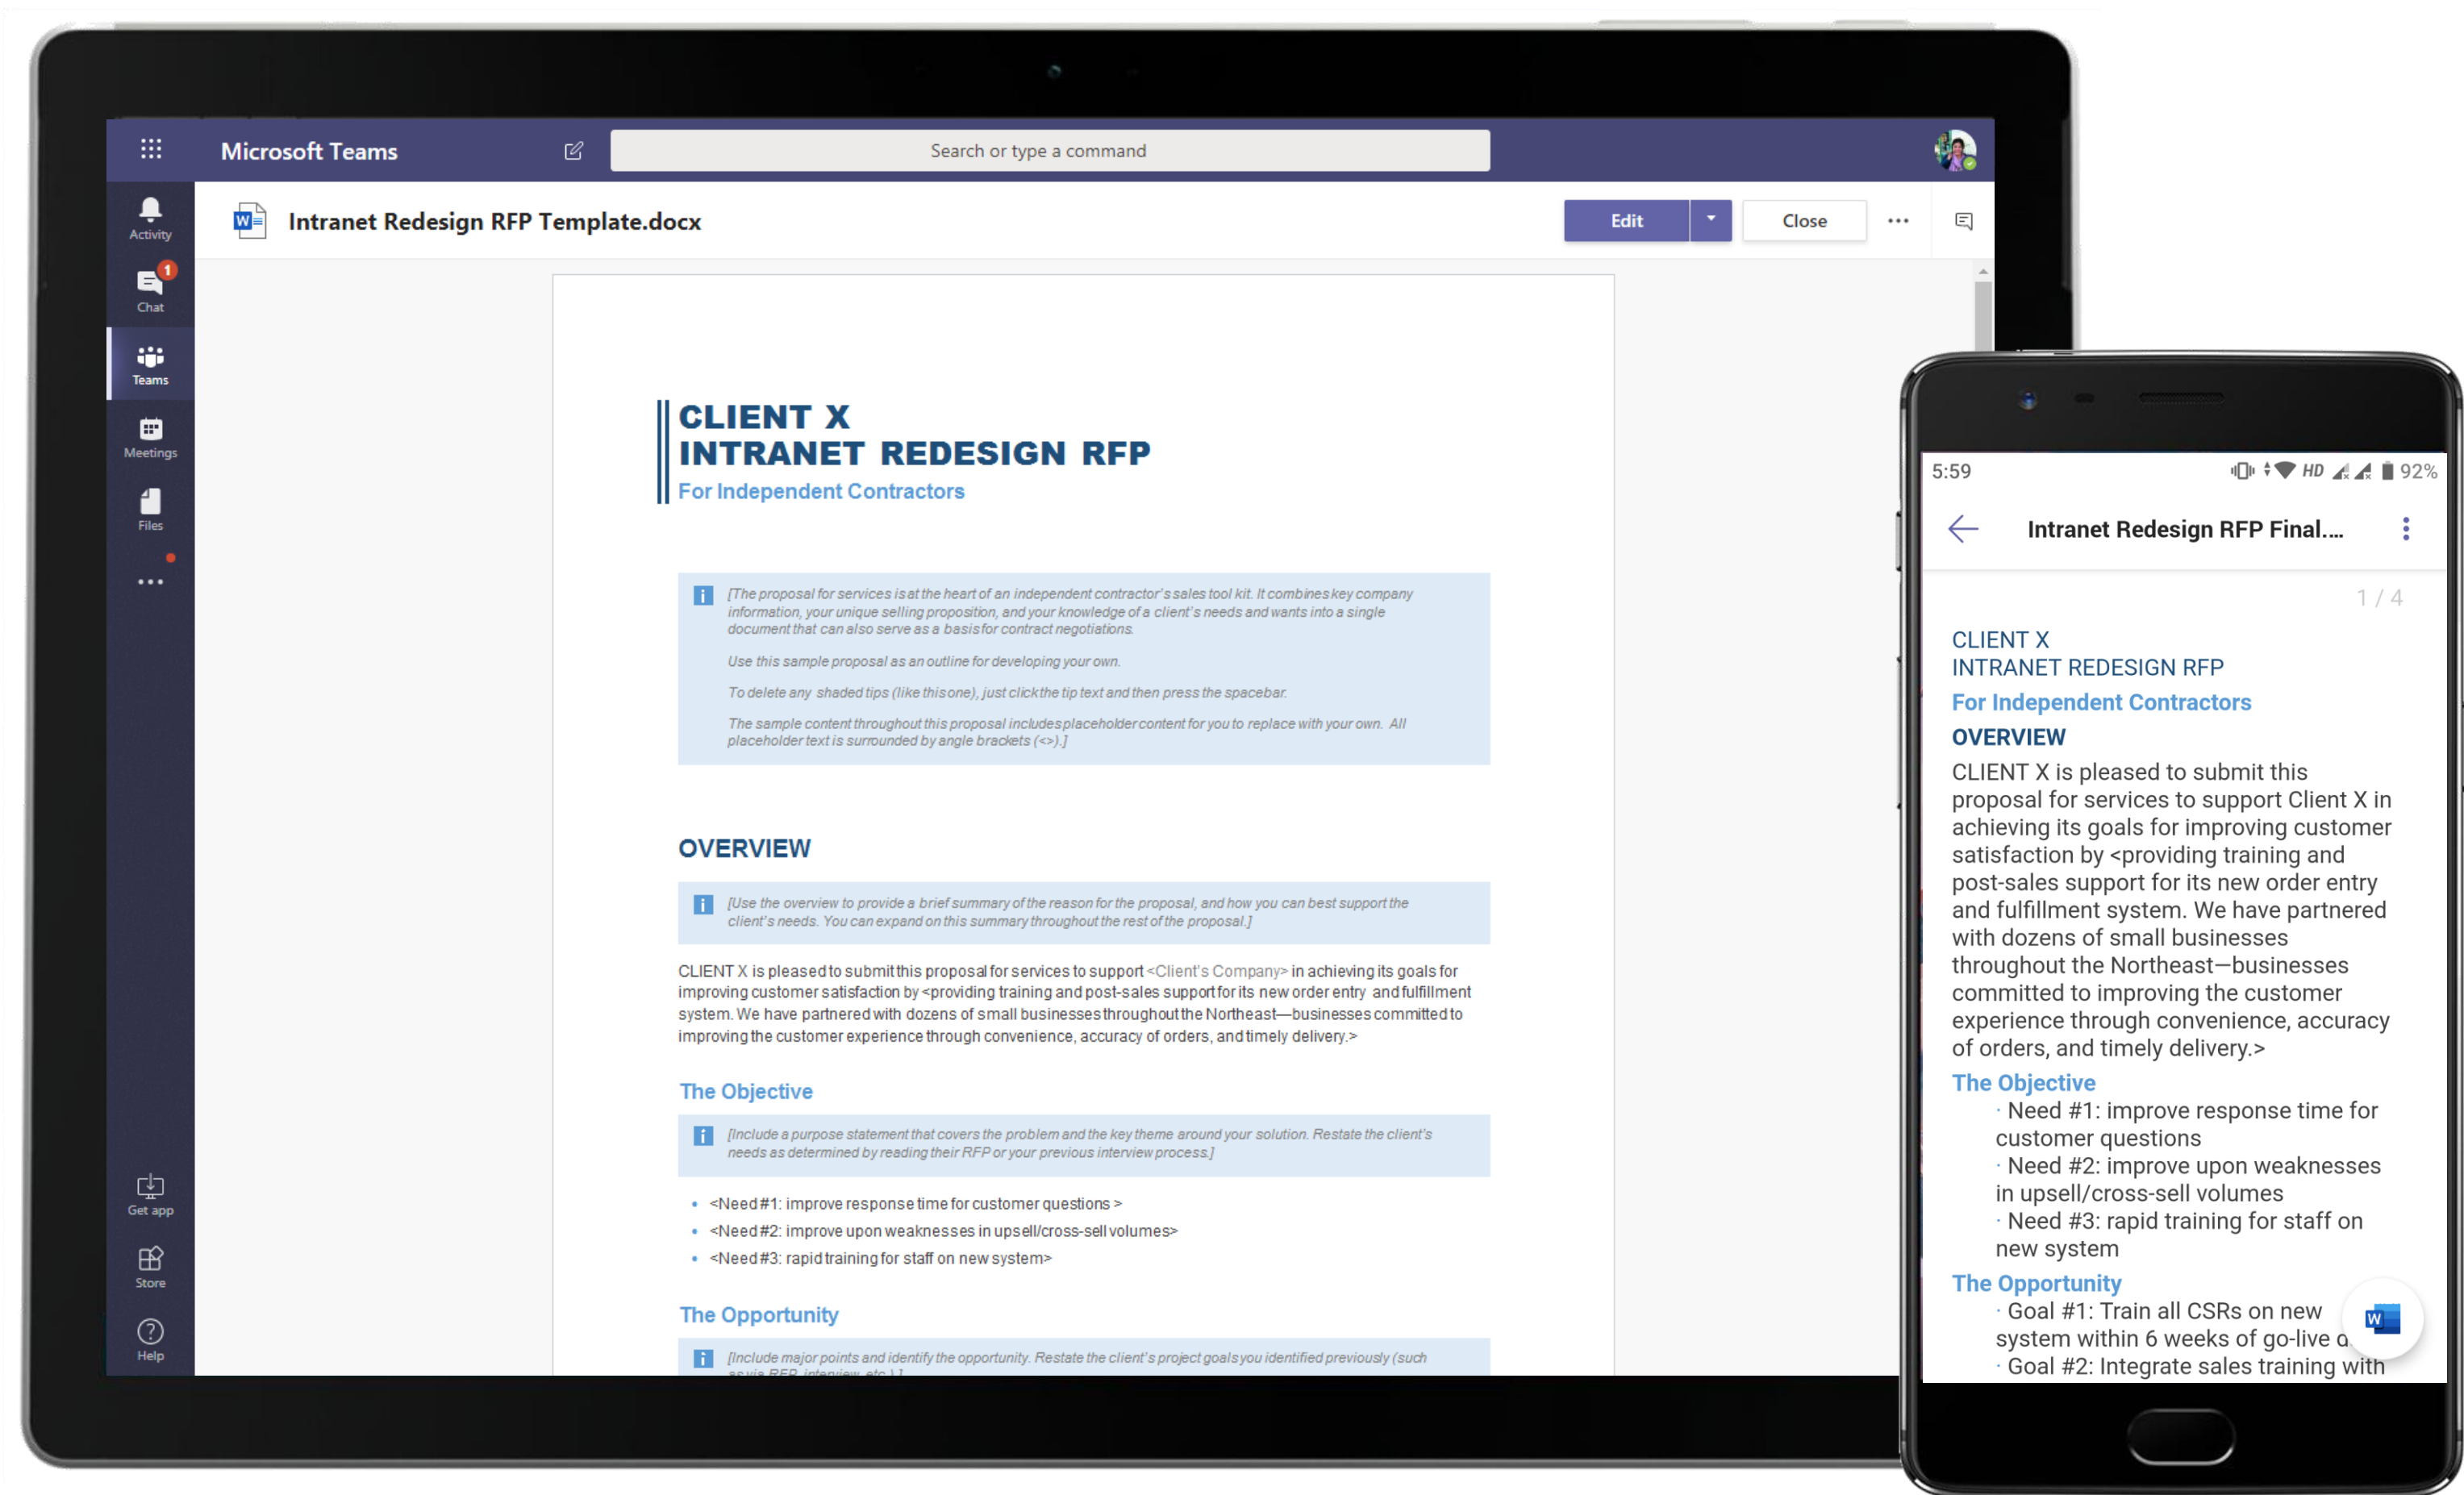 Microsoft Teams
Search or type a command
Activity
1
Chat
Teams
Meetings
Files
Get app
Store
Help
Intranet Redesign RFP Template.docx
Edit
Close
CLIENT X
INTRANET REDESIGN RFP
For Independent Contractors
[The proposal for services is at the heart of an independent contractor's sales tool kit. It combines key company
information, your unique selling proposition, and your knowledge of a client's needs and wants into a single
document that can also serve as a basis for contract negotiations.
Use this sample proposal as an outline for developing your own.
To delete any shaded tips (like this one), just click the tip text and then press the spacebar.
The sample content throughout this proposal includes placeholder content for you to replace with your own. All
placeholder text is surrounded by angle brackets (<>).]
OVERVIEW
[Use the overview to provide a brief summary of the reason for the proposal, and how you can best support the
client's needs. You can expand on this summary throughout the rest of the proposal.]
CLIENT X is pleased to submit this proposal for services to support <Client's Company> in achieving its goals for
improving customer satisfaction by <providing training and post-sales support for its new order entry and fulfillment
system. We have partnered with dozens of small businesses throughout the Northeast—businesses committed to
improving the customer experience through convenience, accuracy of orders, and timely delivery.>
The Objective
[Include a purpose statement that covers the problem and the key theme around your solution. Restate the client's
needs as determined by reading their RFP or your previous interview process.]
• <Need #1: improve response time for customer questions >
• <Need #2: improve upon weaknesses in upsell/cross-sell volumes>
• <Need #3: rapid training for staff on new system>
The Opportunity
[Include major points and identify the opportunity. Restate the client's project goals you identified previously (such
as via RFP, interview, etc.).]
5:59
HD
92%
Intranet Redesign RFP Final....
1 / 4
CLIENT X
INTRANET REDESIGN RFP
For Independent Contractors
OVERVIEW
CLIENT X is pleased to submit this
proposal for services to support Client X in
achieving its goals for improving customer
satisfaction by <providing training and
post-sales support for its new order entry
and fulfillment system. We have partnered
with dozens of small businesses
throughout the Northeast—businesses
committed to improving the customer
experience through convenience, accuracy
of orders, and timely delivery.>
The Objective
· Need #1: improve response time for
customer questions
· Need #2: improve upon weaknesses
in upsell/cross-sell volumes
· Need #3: rapid training for staff on
new system
The Opportunity
· Goal #1: Train all CSRs on new
system within 6 weeks of go-live d
· Goal #2: Integrate sales training with